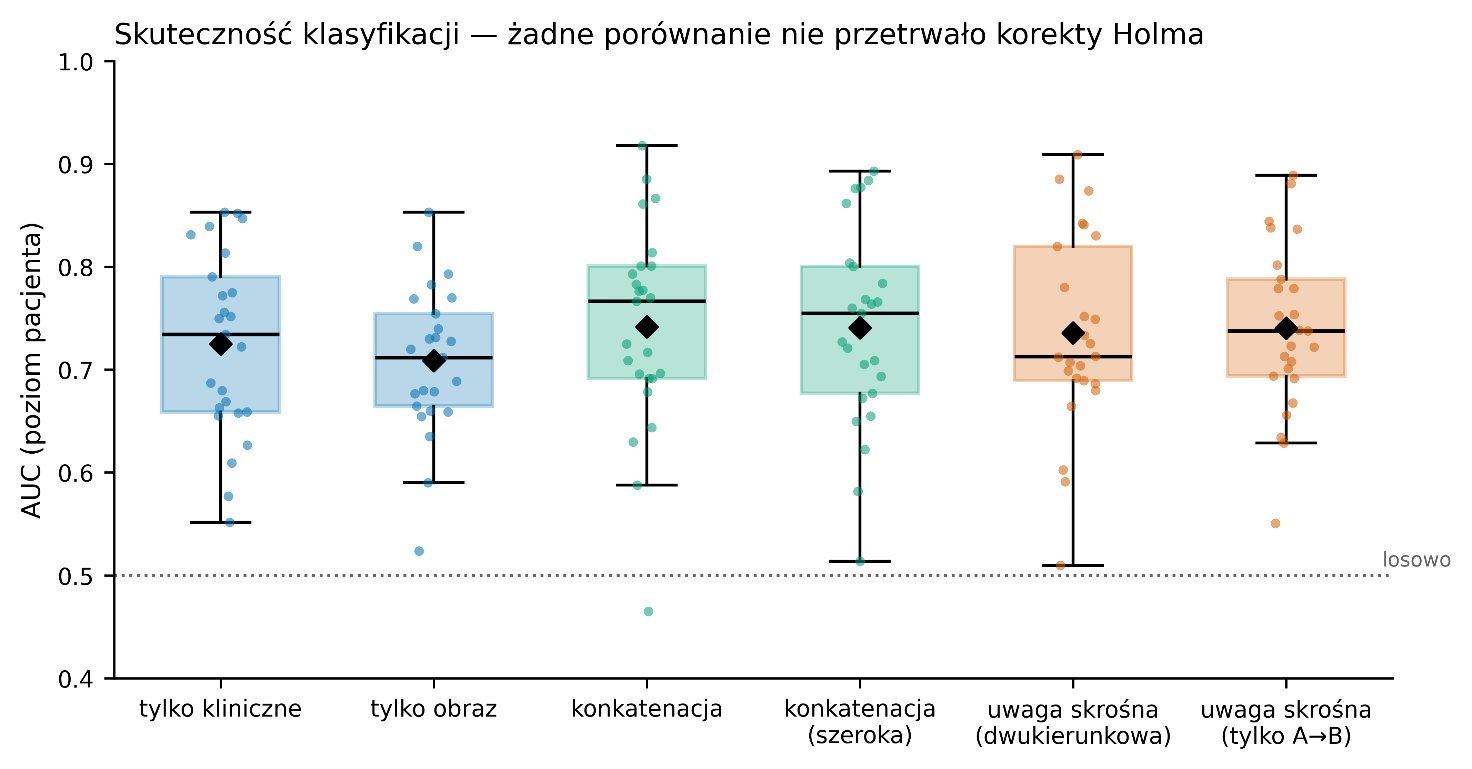 Skuteczność klasyfikacji — żadne porównanie nie przetrwało korekty Holma
AUC (poziom pacjenta)
1.0
0.9
0.8
0.7
0.6
0.5
0.4
losowo
tylko kliniczne
tylko obraz
konkatenacja
konkatenacja
(szeroka)
uwaga skrośna
(dwukierunkowa)
uwaga skrośna
(tylko A→B)